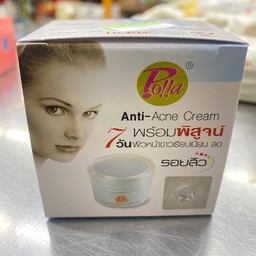 Polla ®
Anti-Acne Cream
7 พร้อมพิสูจน์
วันผิวหน้าขาวเรียบเนียน ลด
รอยสิว